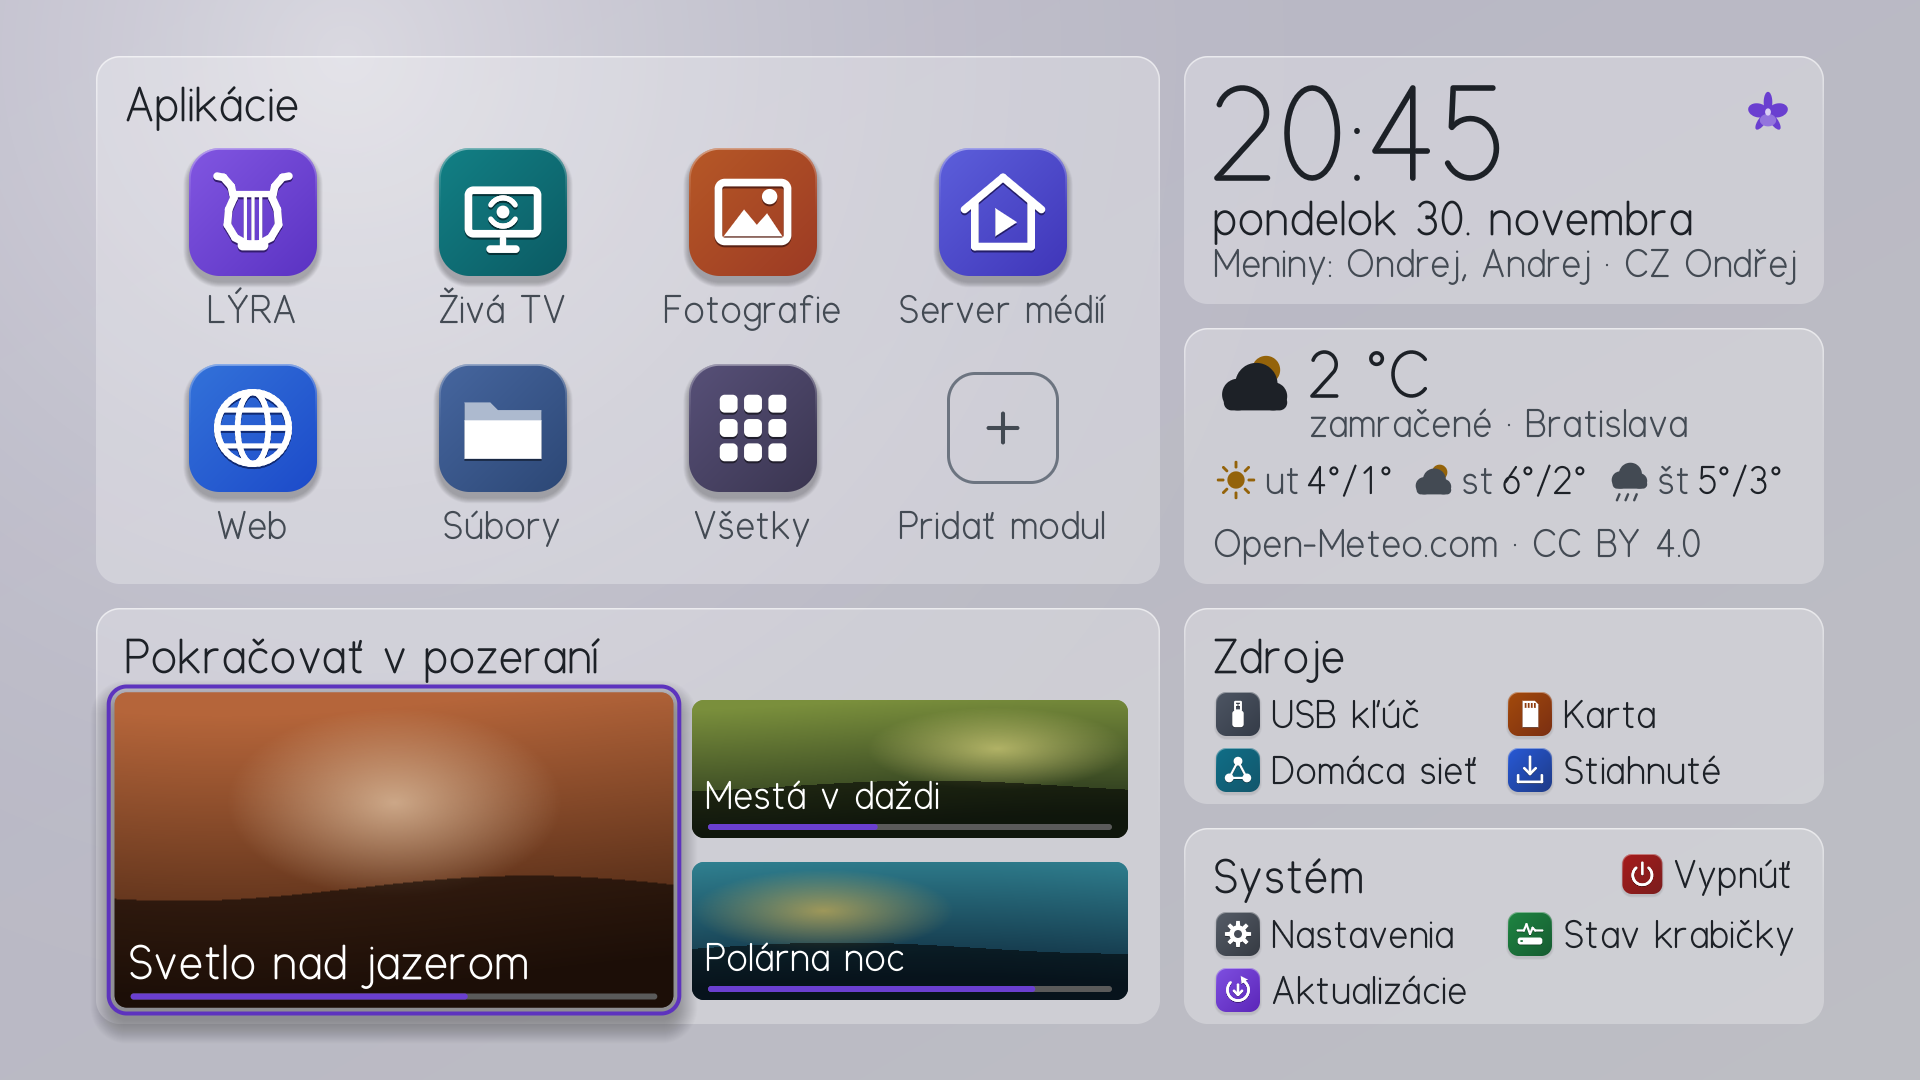 Aplikácie
LÝRA
Živá TV
Fotografie
Server médií
Web
Súbory
Všetky
Pridať modul
20:45
pondelok 30. novembra
Meniny: Ondrej, Andrej · CZ Ondřej
2 °C
zamračené · Bratislava
ut 4°/1° st 6°/2° št 5°/3°
Open-Meteo.com · CC BY 4.0
Pokračovať v pozeraní
Svetlo nad jazerom
Mestá v daždi
Polárna noc
Zdroje
USB kľúč
Karta
Domáca sieť
Stiahnuté
Systém
Vypnúť
Nastavenia
Stav krabičky
Aktualizácie